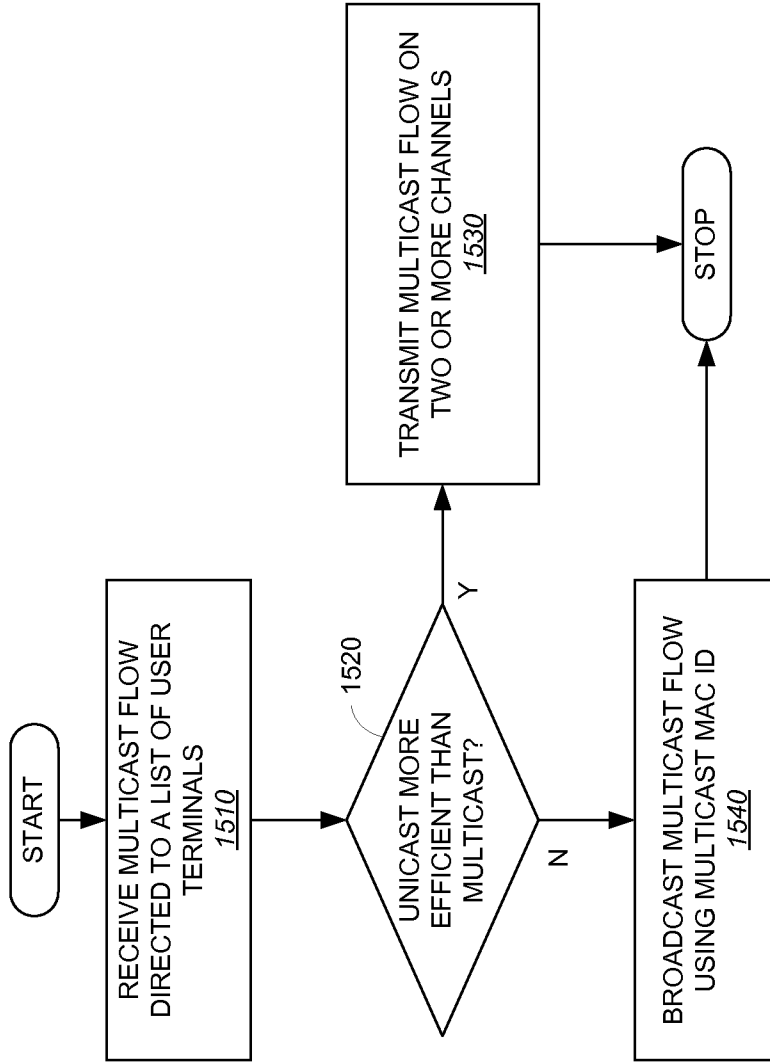 START
RECEIVE MULTICAST FLOW
DIRECTED TO A LIST OF USER
TERMINALS
1510
1520
UNICAST MORE
EFFICIENT THAN
MULTICAST?
Y
N
TRANSMIT MULTICAST FLOW ON
TWO OR MORE CHANNELS
1530
BROADCAST MULTICAST FLOW
USING MULTICAST MAC ID
1540
STOP